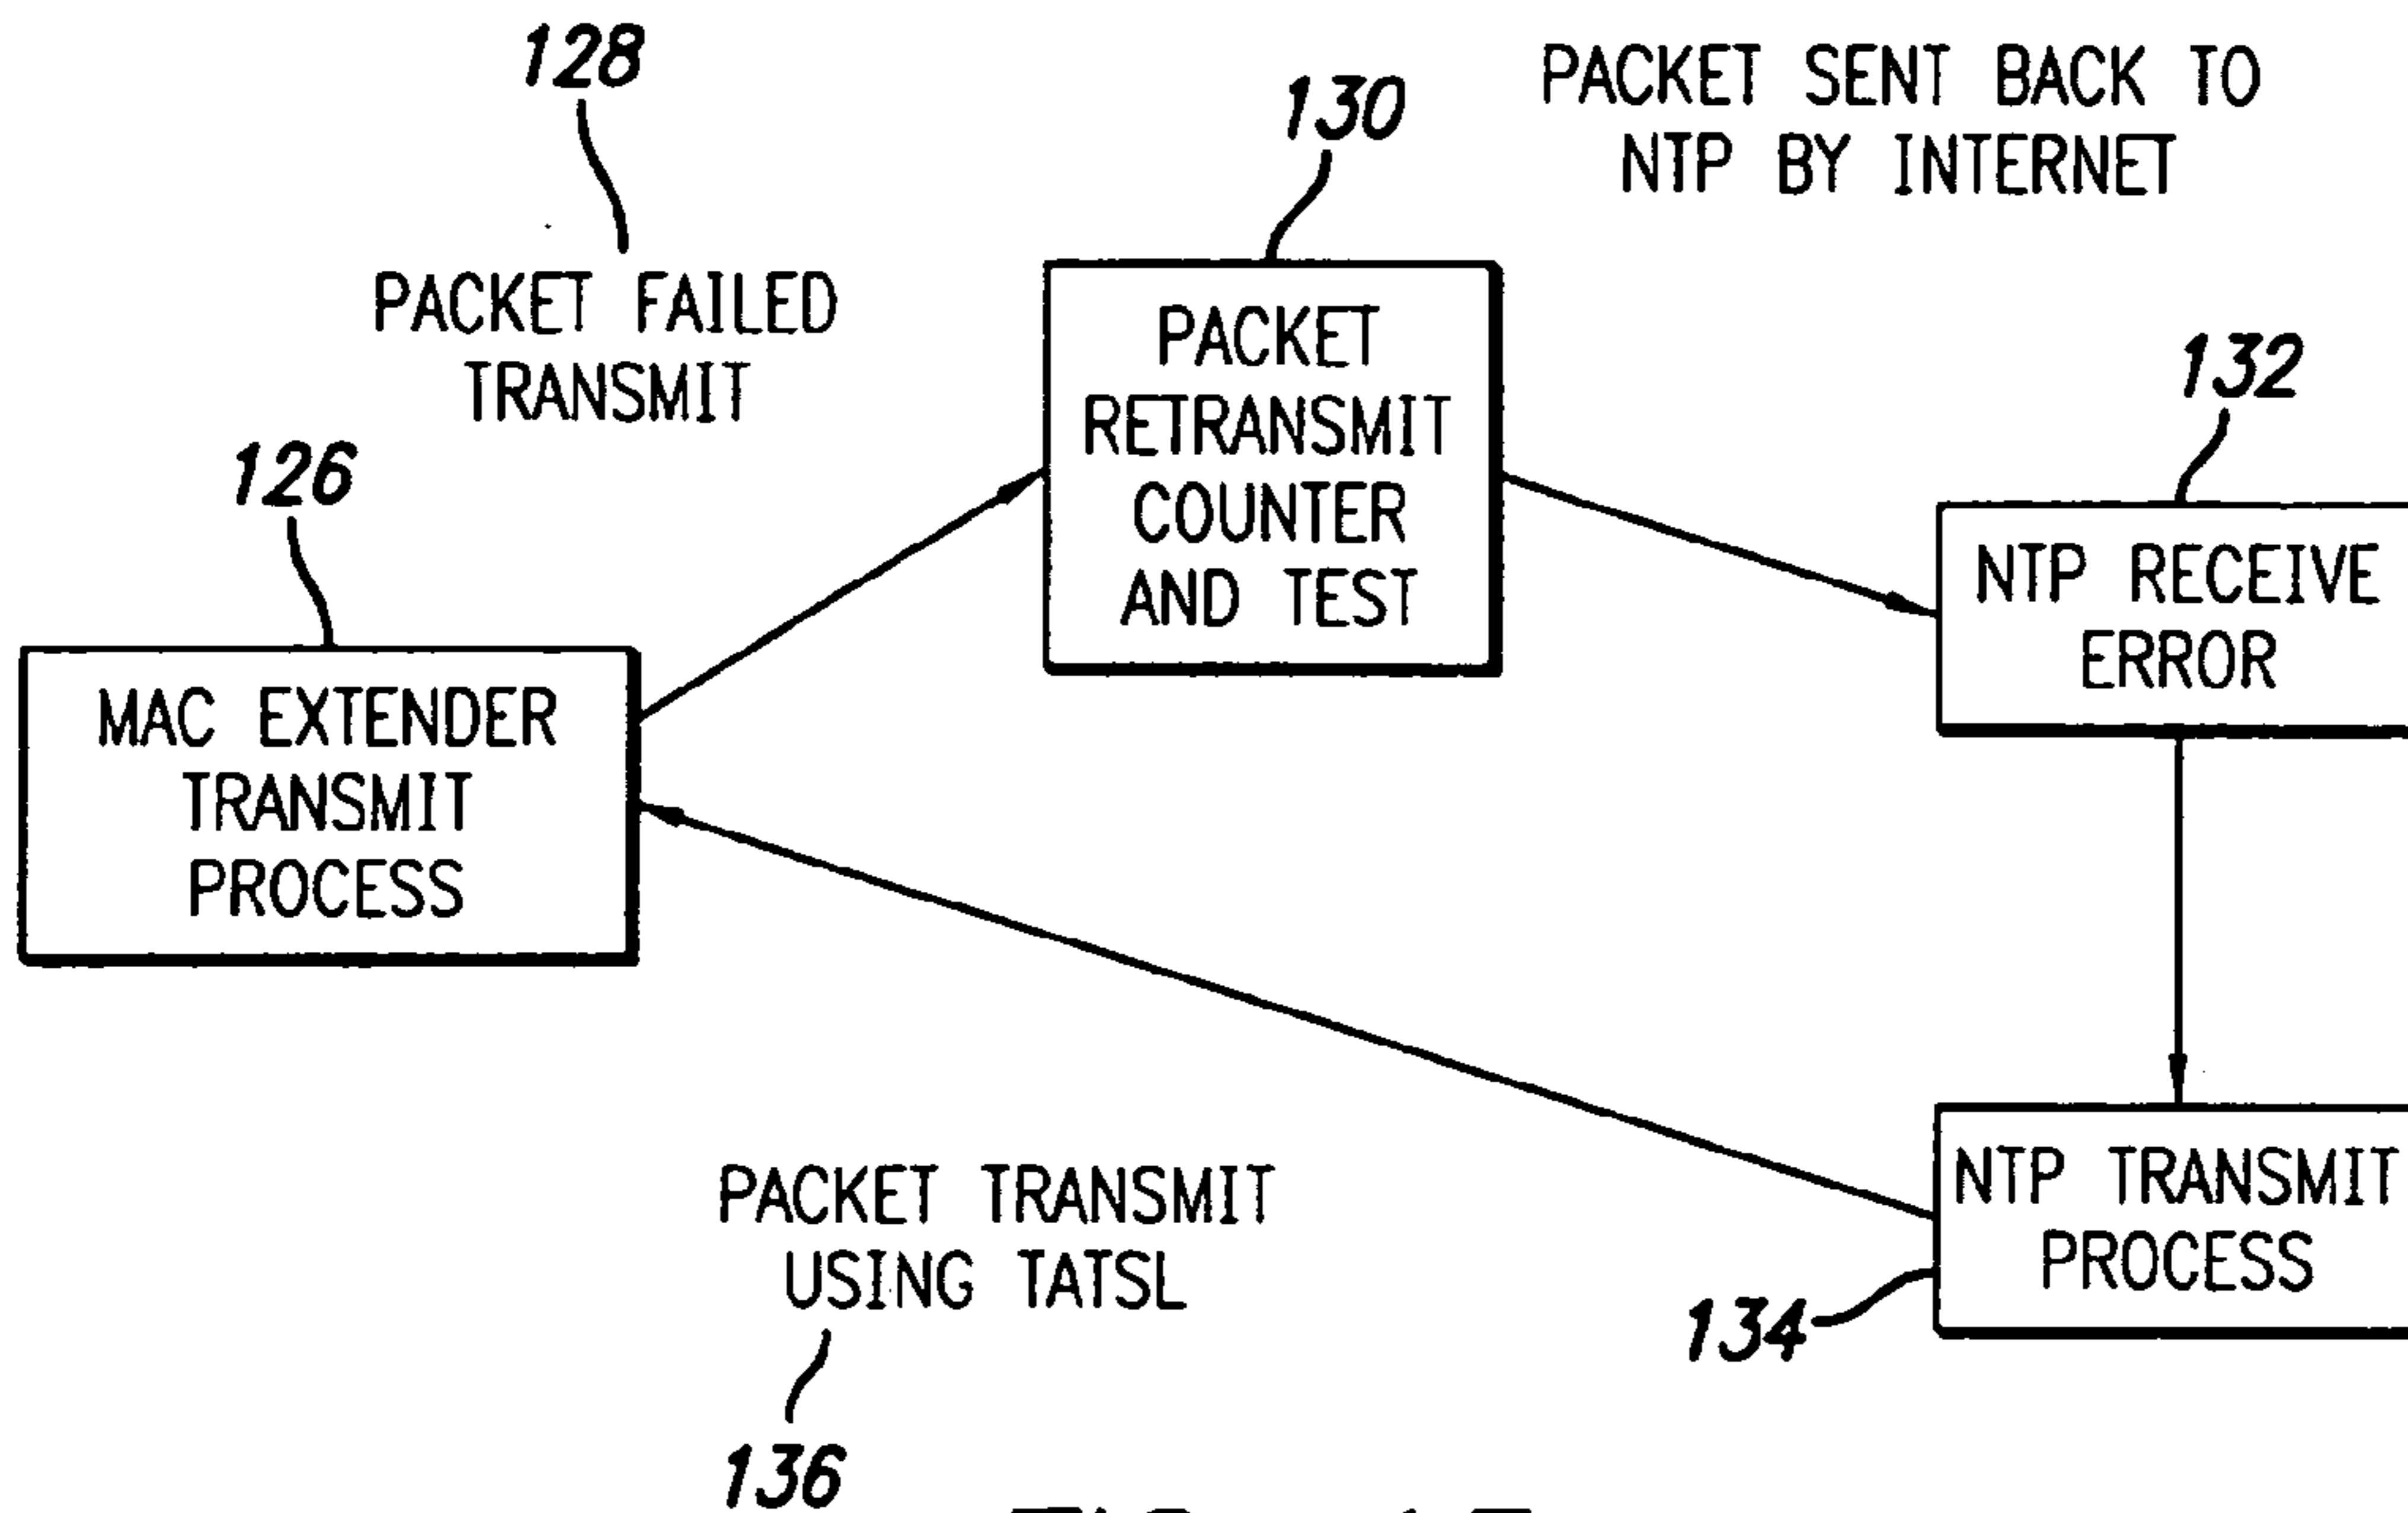 128
PACKET FAILED
TRANSMIT
130
PACKET SENT BACK TO
NTP BY INTERNET
126
MAC EXTENDER
TRANSMIT
PROCESS
PACKET
RETRANSMIT
COUNTER
AND TEST
132
NTP RECEIVE
ERROR
NTP TRANSMIT
PROCESS
134
PACKET TRANSMIT
USING TATSL
136